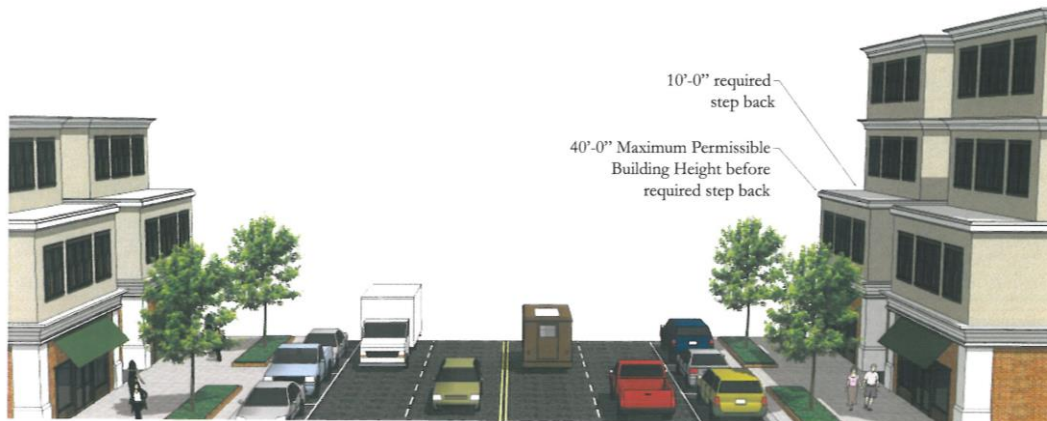 10'-0" required
step back
40'-0" Maximum Permissible
Building Height before
required step back